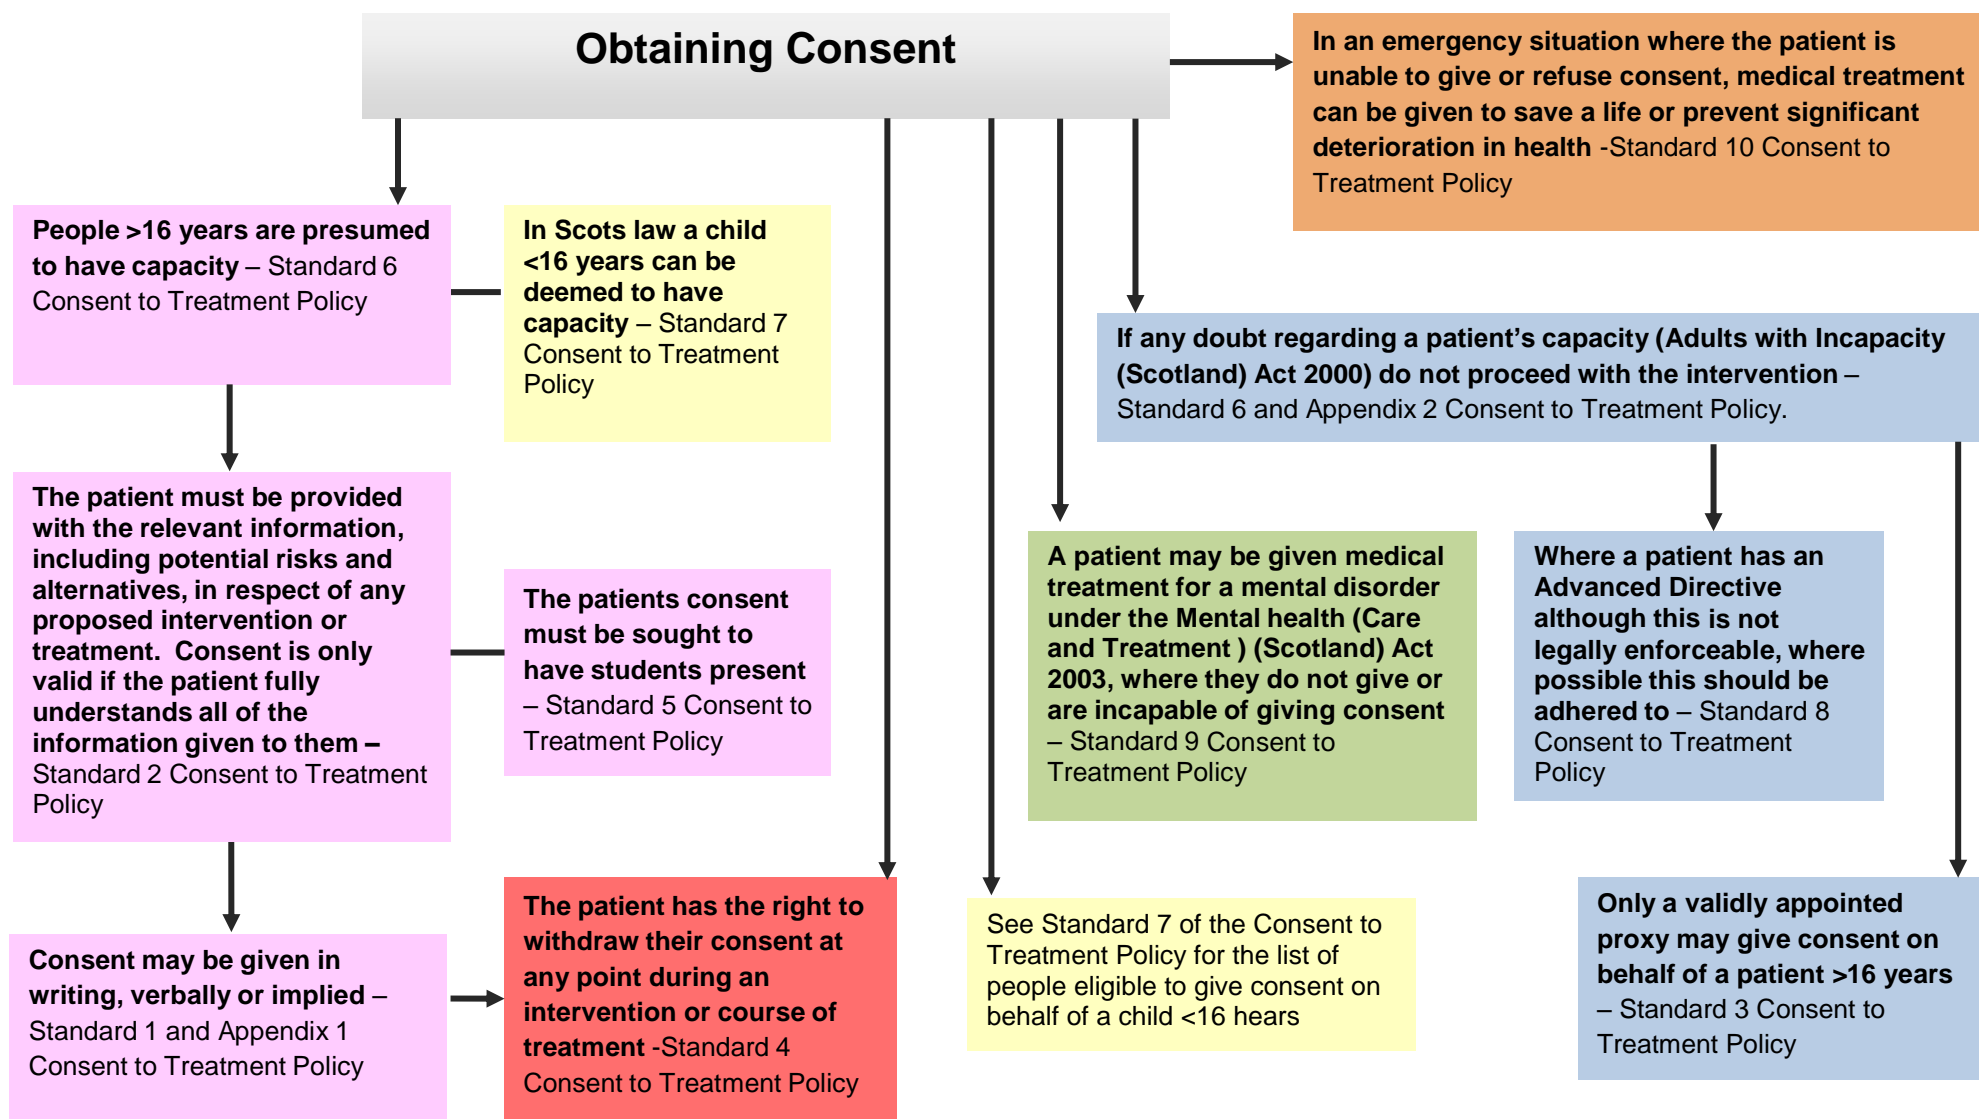 Obtaining Consent
In an emergency situation where the patient is
unable to give or refuse consent, medical treatment
can be given to save a life or prevent significant
deterioration in health -Standard 10 Consent to
Treatment Policy
People >16 years are presumed
to have capacity – Standard 6
Consent to Treatment Policy
In Scots law a child
<16 years can be
deemed to have
capacity – Standard 7
Consent to Treatment
Policy
If any doubt regarding a patient’s capacity (Adults with Incapacity
(Scotland) Act 2000) do not proceed with the intervention –
Standard 6 and Appendix 2 Consent to Treatment Policy.
The patient must be provided
with the relevant information,
including potential risks and
alternatives, in respect of any
proposed intervention or
treatment.  Consent is only
valid if the patient fully
understands all of the
information given to them –
Standard 2 Consent to Treatment
Policy
The patients consent
must be sought to
have students present
– Standard 5 Consent to
Treatment Policy
A patient may be given medical
treatment for a mental disorder
under the Mental health (Care
and Treatment ) (Scotland) Act
2003, where they do not give or
are incapable of giving consent
– Standard 9 Consent to
Treatment Policy
Where a patient has an
Advanced Directive
although this is not
legally enforceable, where
possible this should be
adhered to – Standard 8
Consent to Treatment
Policy
Consent may be given in
writing, verbally or implied –
Standard 1 and Appendix 1
Consent to Treatment Policy
The patient has the right to
withdraw their consent at
any point during an
intervention or course of
treatment -Standard 4
Consent to Treatment Policy
See Standard 7 of the Consent to
Treatment Policy for the list of
people eligible to give consent on
behalf of a child <16 hears
Only a validly appointed
proxy may give consent on
behalf of a patient >16 years
– Standard 3 Consent to
Treatment Policy